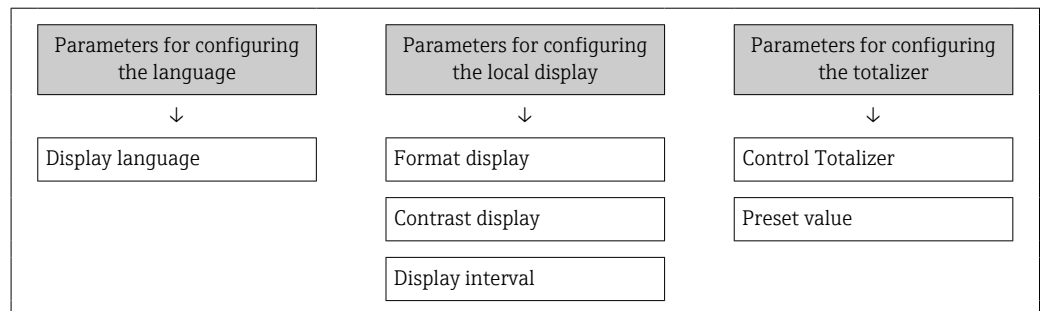 Parameters for configuring
the language
↓
Display language
Parameters for configuring
the local display
↓
Format display
Contrast display
Display interval
Parameters for configuring
the totalizer
↓
Control Totalizer
Preset value